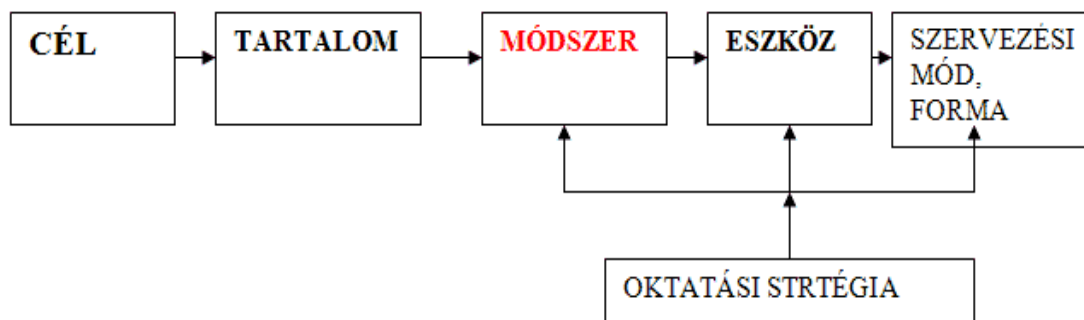 CÉL
TARTALOM
MÓDSZER
ESZKÖZ
SZERVEZÉSI
MÓD,
FORMA
OKTATÁSI STRTÉGIA